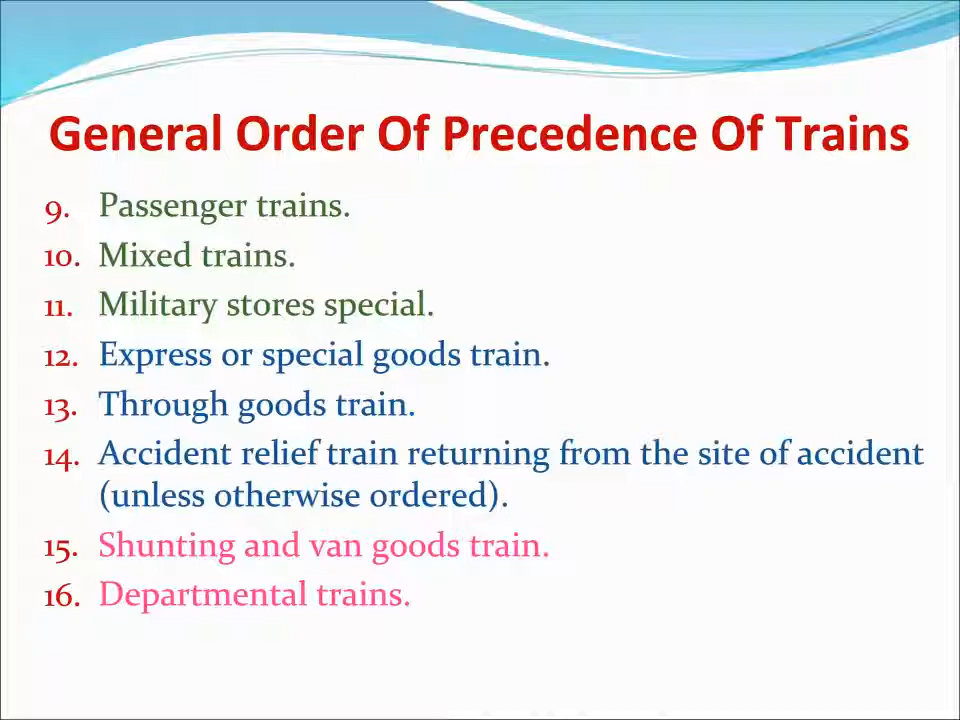 General Order Of Precedence Of Trains
9. Passenger trains.
10. Mixed trains.
11. Military stores special.
12. Express or special goods train.
13. Through goods train.
14. Accident relief train returning from the site of accident
(unless otherwise ordered).
15. Shunting and van goods train.
16. Departmental trains.